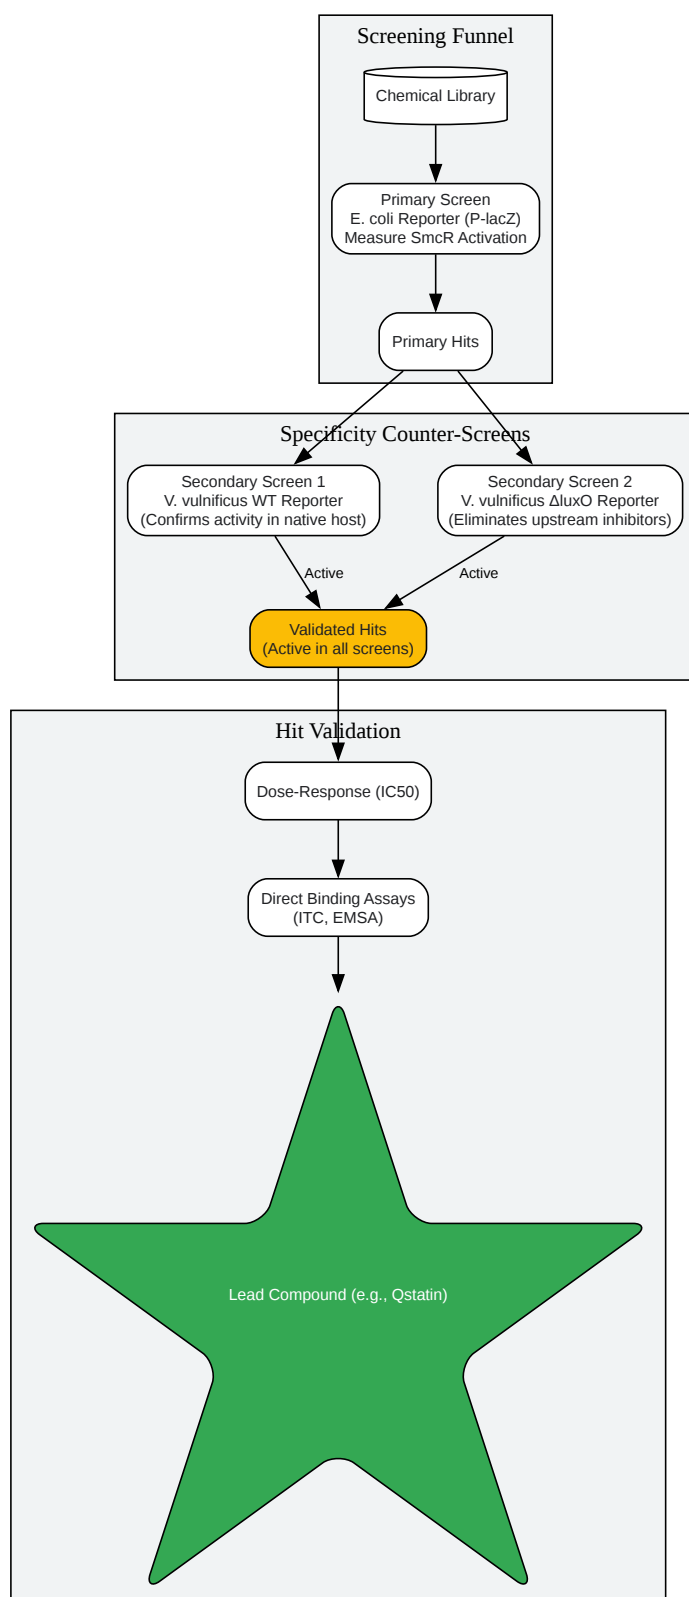 Screening Funnel
Chemical Library
Primary Screen
E. coli Reporter (P-lacZ)
Measure SmcR Activation
Primary Hits
Specificity Counter-Screens
Secondary Screen 1
V. vulnificus WT Reporter
(Confirms activity in native host)
Secondary Screen 2
V. vulnificus ΔluxO Reporter
(Eliminates upstream inhibitors)
Active
Active
Validated Hits
(Active in all screens)
Hit Validation
Dose-Response (IC50)
Direct Binding Assays
(ITC, EMSA)
Lead Compound (e.g., Qstatin)